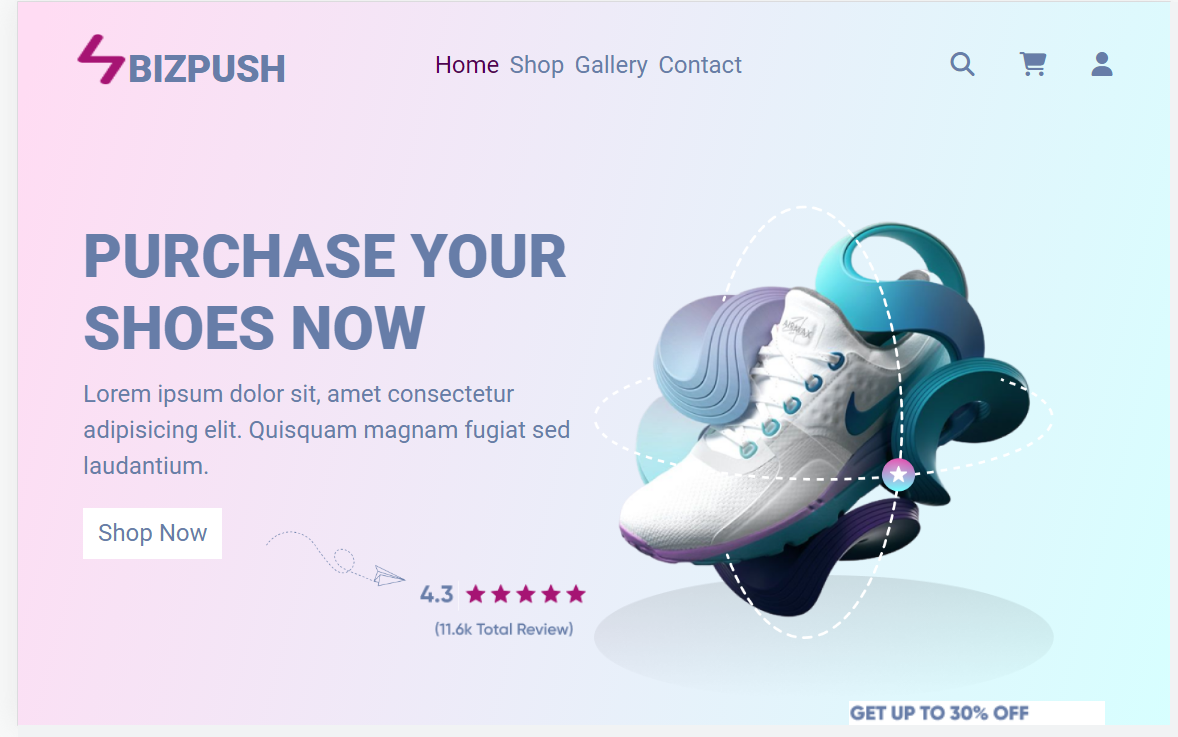 BIZPUSH
Home Shop Gallery Contact
PURCHASE YOUR
SHOES NOW
Lorem ipsum dolor sit, amet consectetur
adipisicing elit. Quisquam magnam fugiat sed
laudantium.
Shop Now
4.3
(11.6k Total Review)
GET UP TO 30% OFF